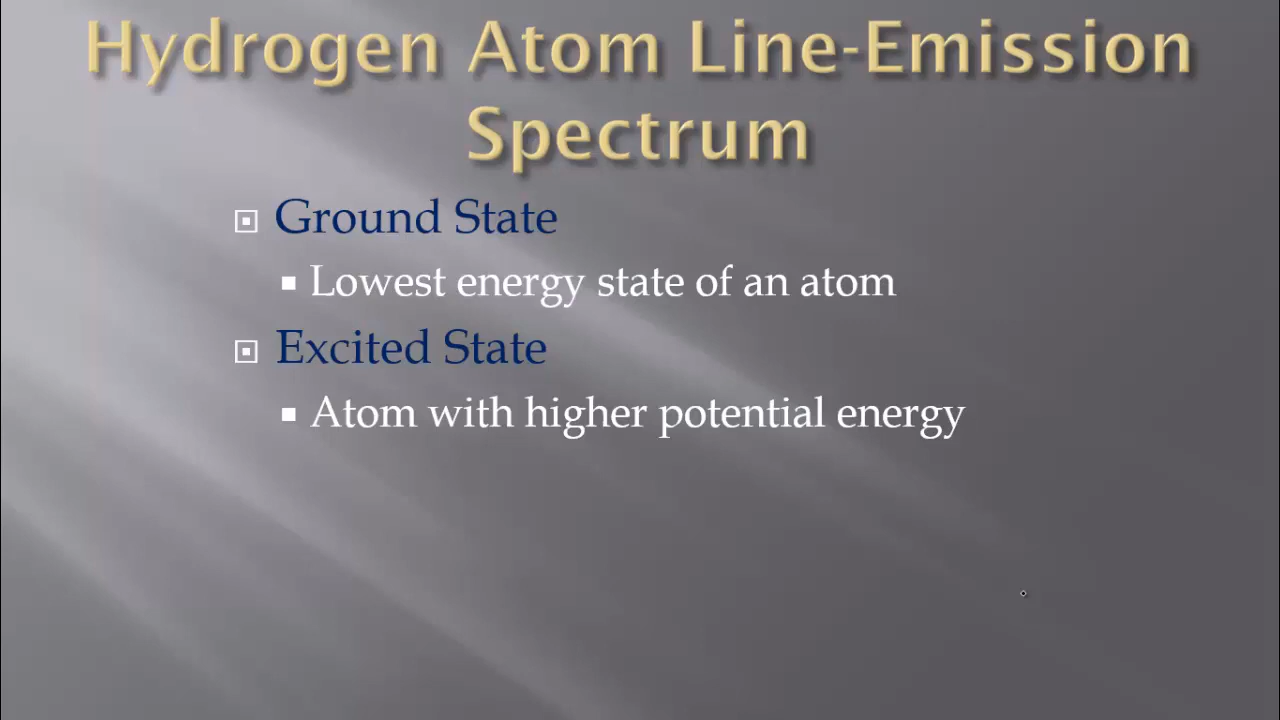 Hydrogen Atom Line-Emission
Spectrum
Ground State
Lowest energy state of an atom
Excited State
Atom with higher potential energy